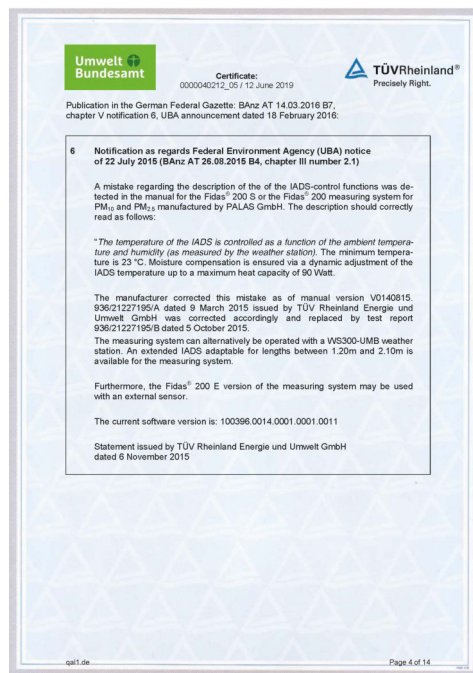 Umwelt
Bundesamt
Certificate:
0000040212_05 / 12 June 2019
TÜVRheinland®
Precisely Right.
Publication in the German Federal Gazette: BAnz AT 14.03.2016 B7,
chapter V notification 6, UBA announcement dated 18 February 2016:
6 Notification as regards Federal Environment Agency (UBA) notice
of 22 July 2015 (BAnz AT 26.08.2015 B4, chapter III number 2.1)
A mistake regarding the description of the of the IADS-control functions was de-
tected in the manual for the Fidas® 200 S or the Fidas® 200 measuring system for
PM10 and PM2.5 manufactured by PALAS GmbH. The description should correctly
read as follows:
"The temperature of the IADS is controlled as a function of the ambient tempera-
ture and humidity (as measured by the weather station). The minimum tempera-
ture is 23 °C. Moisture compensation is ensured via a dynamic adjustment of the
IADS temperature up to a maximum heat capacity of 90 Watt.
The manufacturer corrected this mistake as of manual version V0140815.
936/21227195/A dated 9 March 2015 issued by TÜV Rheinland Energie und
Umwelt GmbH was corrected accordingly and replaced by test report
936/21227195/B dated 5 October 2015.
The measuring system can alternatively be operated with a WS300-UMB weather
station. An extended IADS adaptable for lengths between 1.20m and 2.10m is
available for the measuring system.
Furthermore, the Fidas® 200 E version of the measuring system may be used
with an external sensor.
The current software version is: 100396.0014.0001.0001.0011
Statement issued by TÜV Rheinland Energie und Umwelt GmbH
dated 6 November 2015
qal1.de
Page 4 of 14